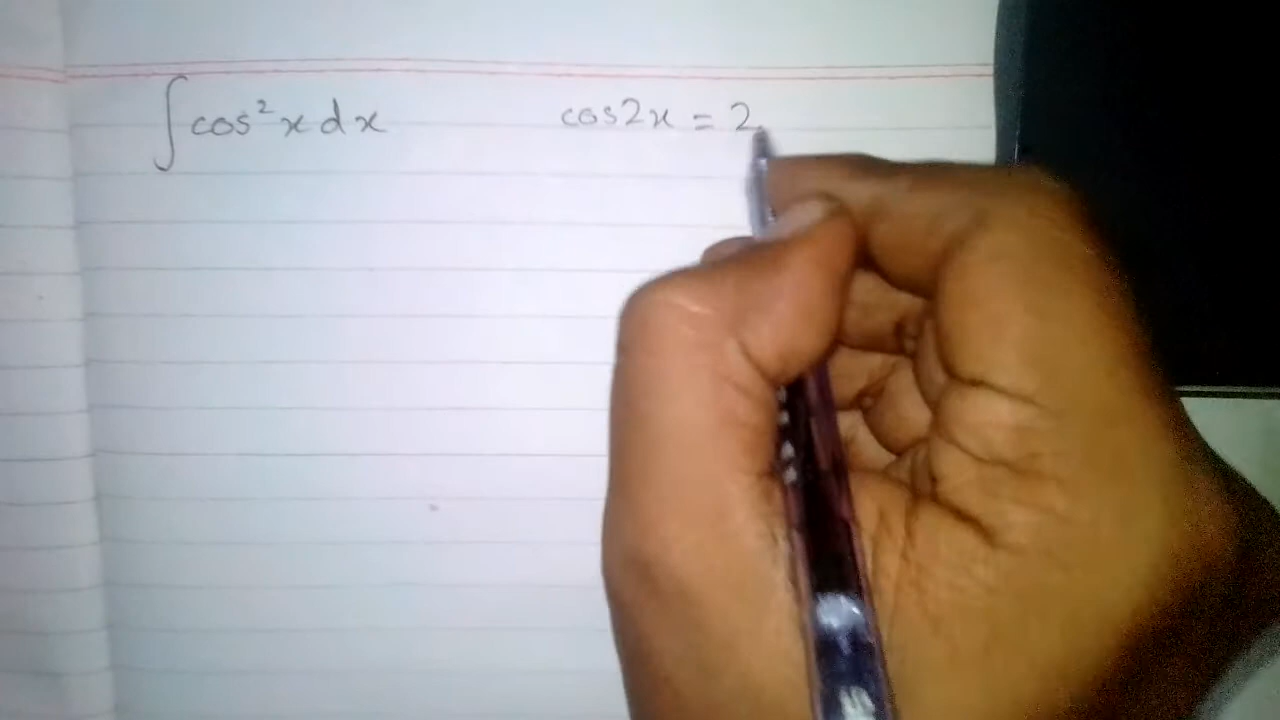 ∫cos²x dx cos2x = 2